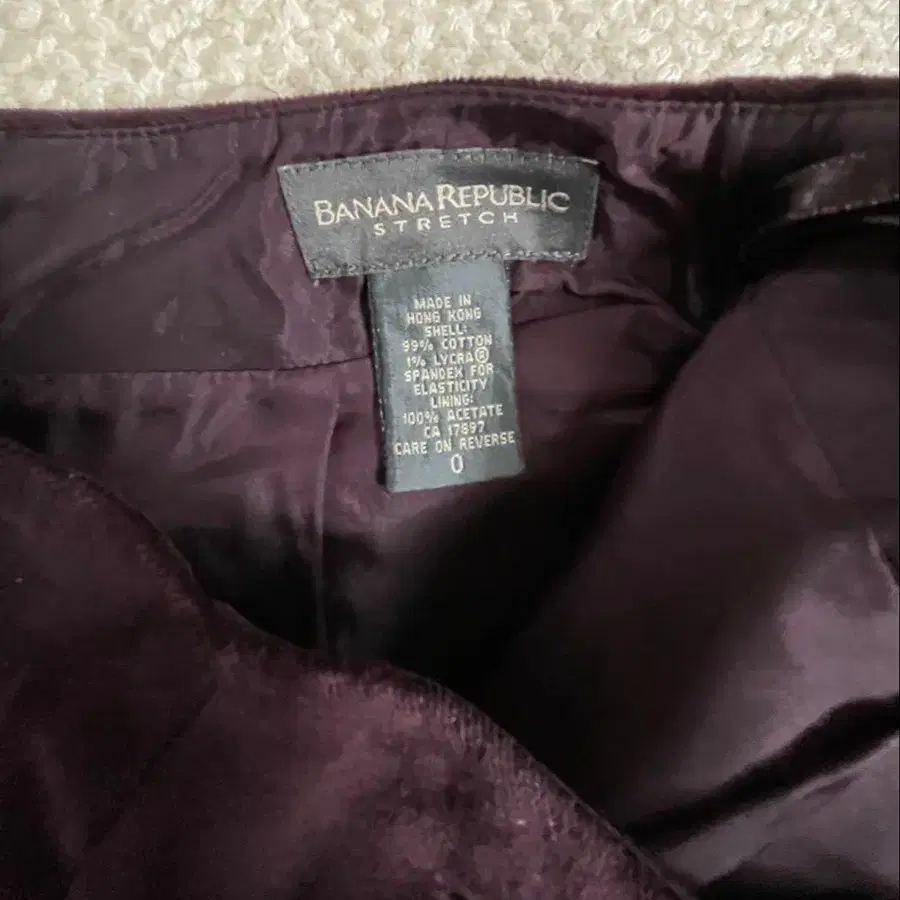 BANANA REPUBLIC
STRETCH
MADE IN
HONG KONG
SHELL:
99% COTTON
1% LYCRA®
SPANDEX FOR
ELASTICITY
LINING:
100% ACETATE
CA 17897
CARE ON REVERSE
0